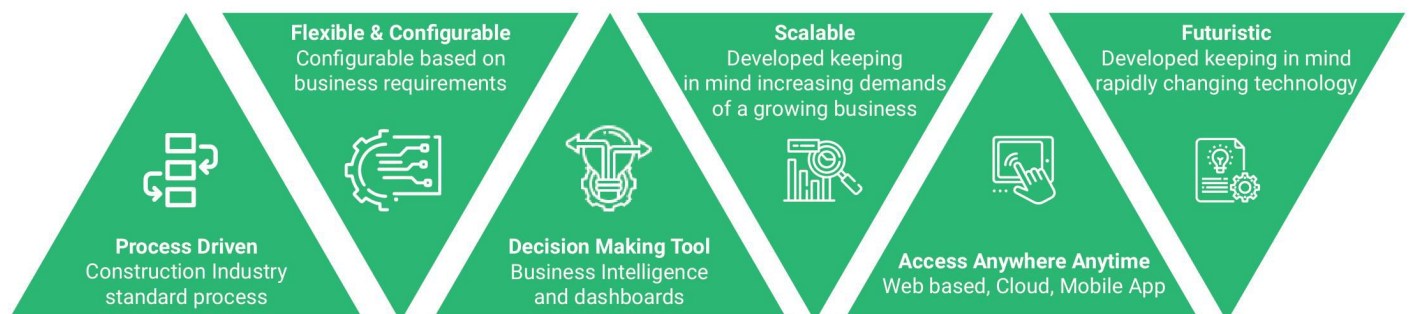 Process Driven
Construction Industry
standard process
Flexible & Configurable
Configurable based on
business requirements
Decision Making Tool
Business Intelligence
and dashboards
Scalable
Developed keeping
in mind increasing demands
of a growing business
Access Anywhere Anytime
Web based, Cloud, Mobile App
Futuristic
Developed keeping in mind
rapidly changing technology